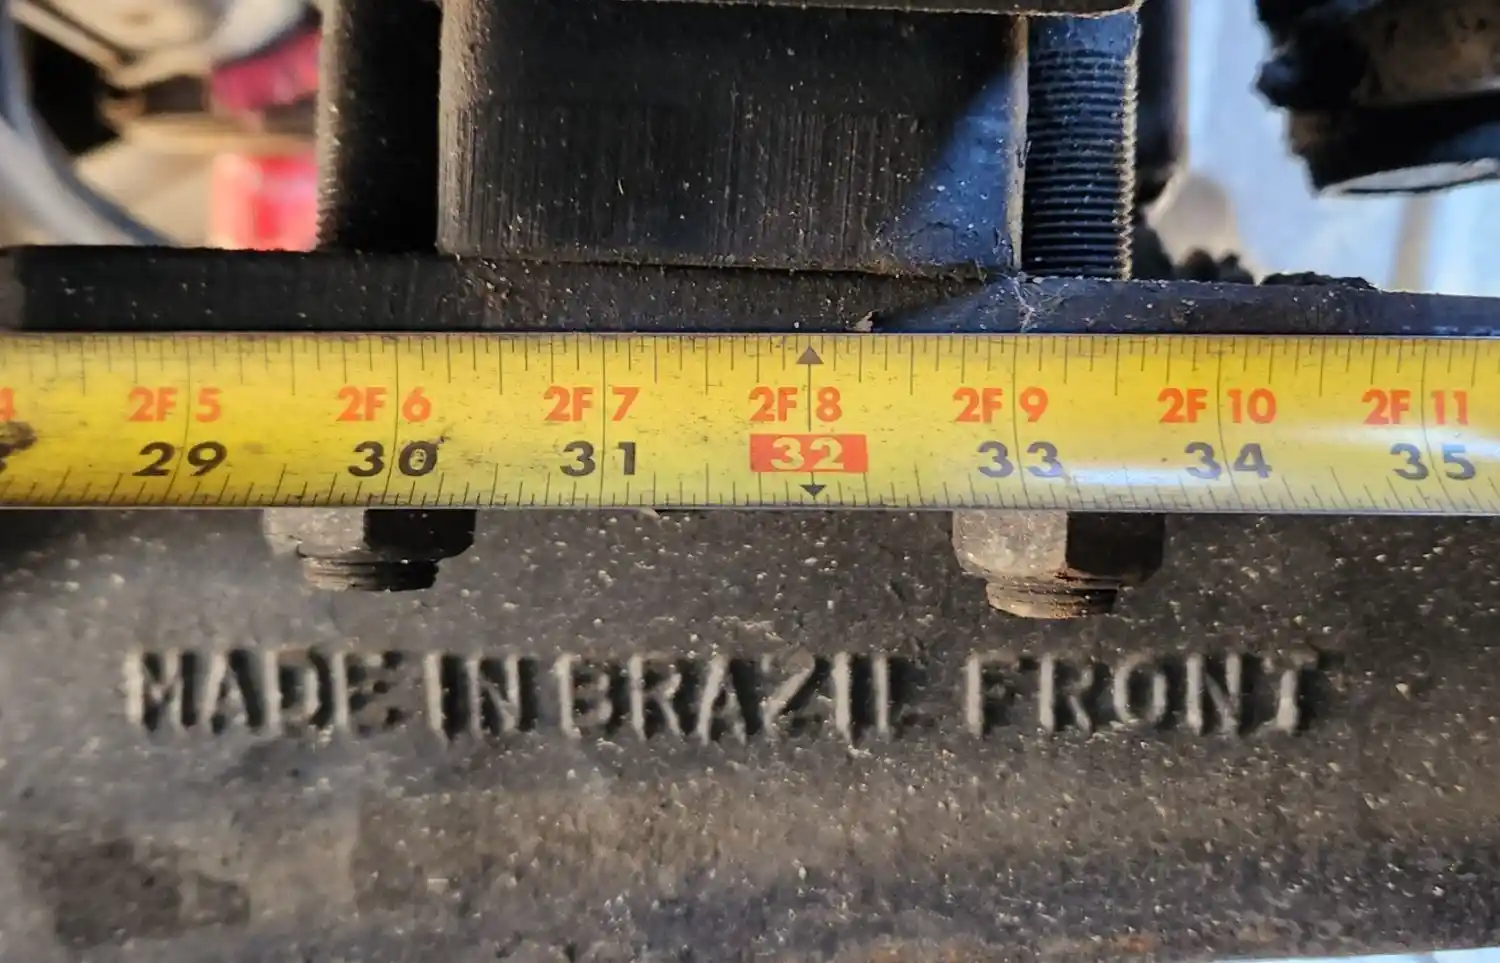 4 2F 5 2F 6 2F 7 2F 8 2F 9 2F 10 2F 11
29 30 31 32 33 34 35
MADE IN BRAZIL FRONT